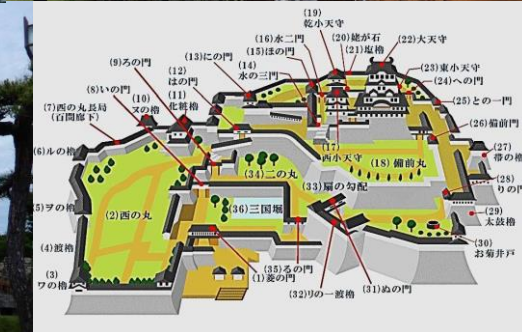 (19)
乾小天守
(20) 姥が石
(21) 塩櫓
(22) 大天守
(16) 水二門
(15) ほの門
(14)
水の三門
(23) 東小天守
(24) への門
(13) にの門
(9) ろの門
(12)
はの門
(8) いの門
(11)
化粧櫓
(10)
ヌの櫓
(7) 西の丸長局
(百間廊下)
(25) との一門
(26) 備前門
(27)
帯の櫓
(6) ルの櫓
(17)
西小天守
(18) 備前丸
(34) 二の丸
(33) 扇の勾配
(28)
りの門
(29)
太鼓櫓
(5) ヲの櫓
(2) 西の丸
(36) 三国堀
(4) 渡櫓
(3)
ワの櫓
(30)
お菊井戸
(35) るの門
(1) 菱の門
(31) ぬの門
(32) リの一渡櫓